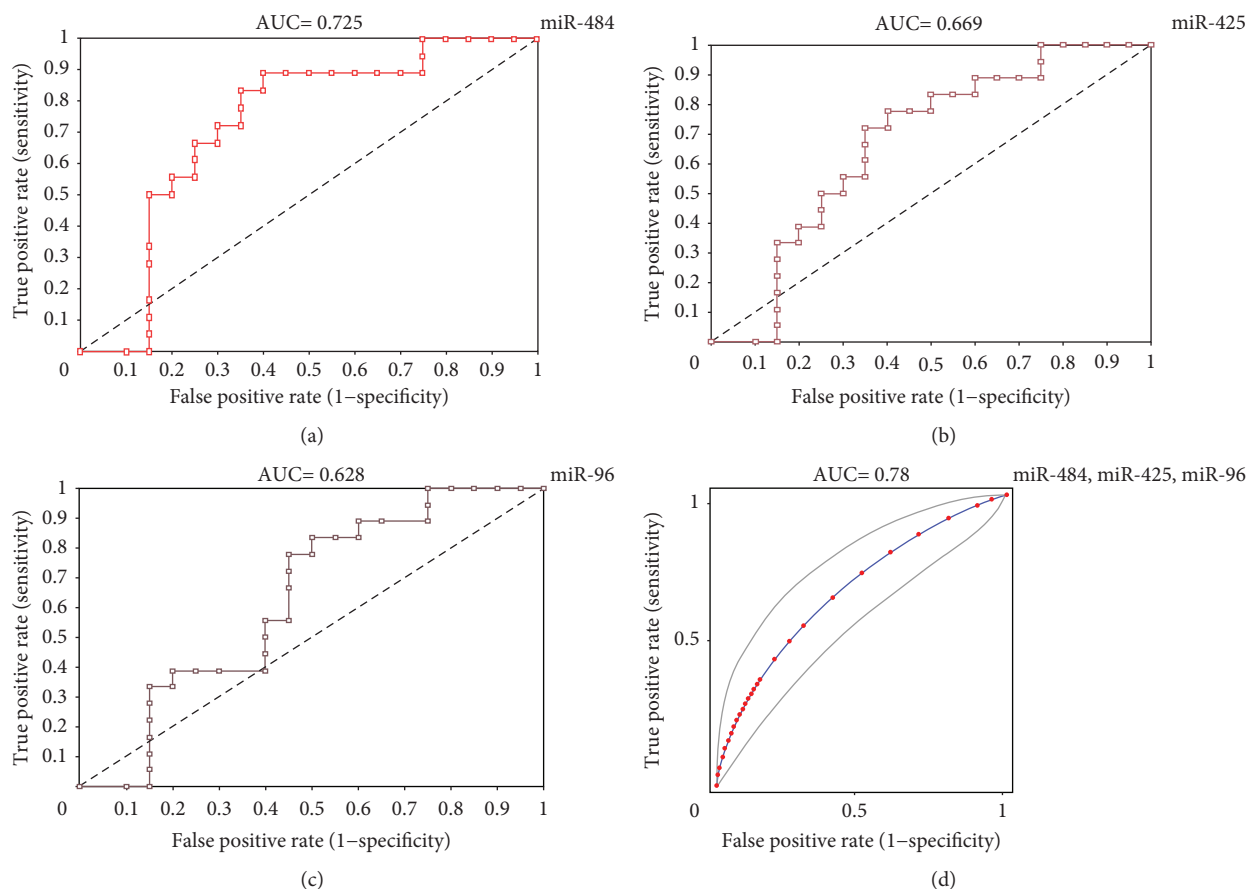 AUC= 0.725 miR-484
1
0.9
0.8
0.7
0.6
0.5
0.4
0.3
0.2
0.1
True positive rate (sensitivity)
0 0.1 0.2 0.3 0.4 0.5 0.6 0.7 0.8 0.9 1
False positive rate (1−specificity)
(a)
AUC= 0.669 miR-425
1
0.9
0.8
0.7
0.6
0.5
0.4
0.3
0.2
0.1
True positive rate (sensitivity)
0 0.1 0.2 0.3 0.4 0.5 0.6 0.7 0.8 0.9 1
False positive rate (1−specificity)
(b)
AUC= 0.628 miR-96
1
0.9
0.8
0.7
0.6
0.5
0.4
0.3
0.2
0.1
True positive rate (sensitivity)
0 0.1 0.2 0.3 0.4 0.5 0.6 0.7 0.8 0.9 1
False positive rate (1−specificity)
(c)
AUC= 0.78 miR-484, miR-425, miR-96
1
0.5
True positive rate (sensitivity)
0 0.5 1
False positive rate (1−specificity)
(d)